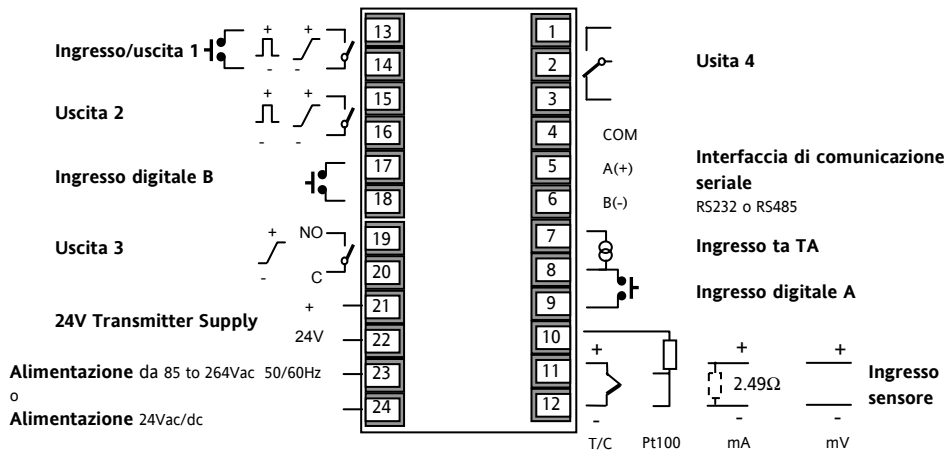 Ingresso/uscita 1
+
-
+
-
13
14
Uscita 2
+
-
+
-
15
16
Ingresso digitale B
17
18
Uscita 3
+
-
NO
C
19
20
24V Transmitter Supply
+
24V
21
22
Alimentazione da 85 to 264Vac 50/60Hz
o
Alimentazione 24Vac/dc
23
24
1
2
3
Usita 4
4
5
6
COM
A(+)
B(-)
Interfaccia di comunicazione
seriale
RS232 o RS485
7
8
9
Ingresso ta TA
Ingresso digitale A
10
11
12
+
-
T/C
Pt100
+
2.49Ω
-
mA
+
-
mV
Ingresso
sensore